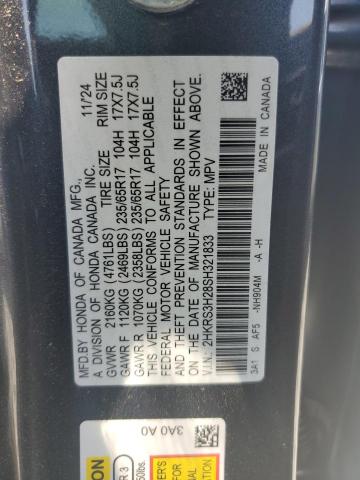 MFD.BY HONDA OF CANADA MFG., 11/24
A DIVISION OF HONDA CANADA INC.
TIRE SIZE RIM SIZE
GVWR 2160KG (4761LBS)
GAWR F 1120KG (2469LBS) 235/65R17 104H 17X7.5J
GAWR R 1070KG (2358LBS) 235/65R17 104H 17X7.5J
THIS VEHICLE CONFORMS TO ALL APPLICABLE
FEDERAL MOTOR VEHICLE SAFETY, BUMPER,
AND THEFT PREVENTION STANDARDS IN EFFECT
ON THE DATE OF MANUFACTURE SHOWN ABOVE.
V.I.N.: 2HKRS3H28SH321833 TYPE: MPV
3A1 S AF5 -NH904M -A -H
MADE IN CANADA
3A0 A0
FOR